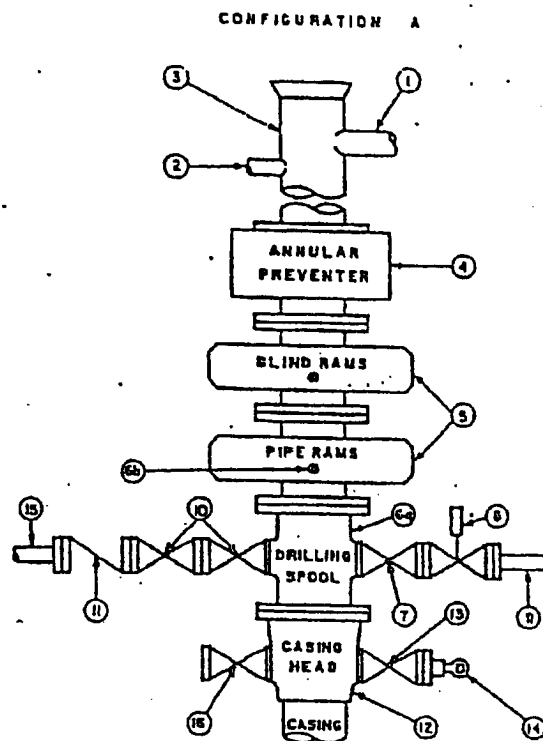 CONFIGURATION A
3
1
2
ANNULAR
PREVENTER
4
BLIND RAMS
5
PIPE RAMS
6b
6a
15
10
8
DRILLING
SPOOL
11
7
9
13
CASING
HEAD
16
12
14
CASING